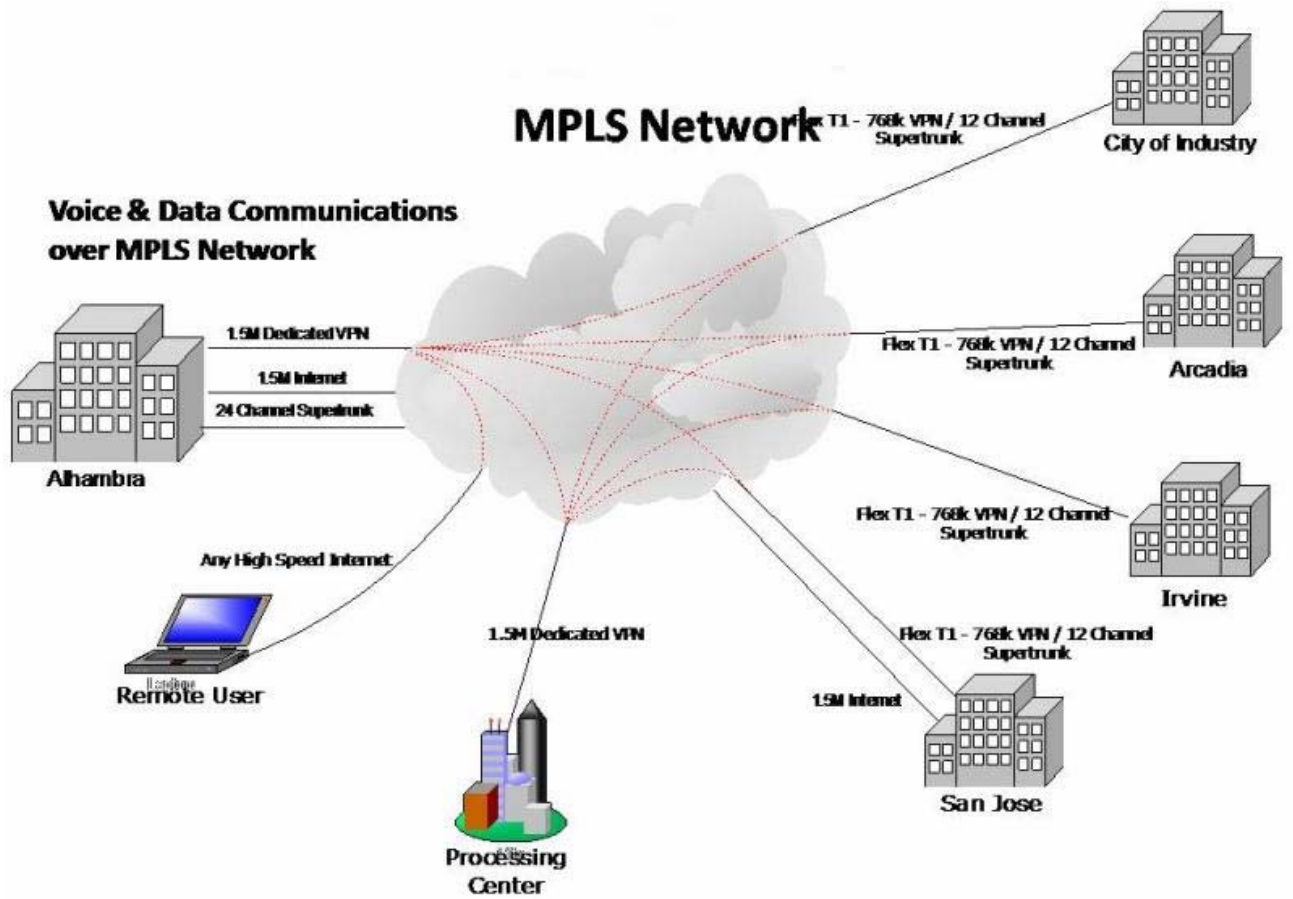 MPLS Network
Flex T1 - 768k VPN / 12 Channel
Supertrunk
City of Industry
Voice & Data Communications
over MPLS Network
1.5M Dedicated VPN
1.5M Internet
24 Channel Supertrunk
Alhambra
Flex T1 - 768k VPN / 12 Channel
Supertrunk
Arcadia
Flex T1 - 768k VPN / 12 Channel
Supertrunk
Irvine
Any High Speed Internet
Remote User
1.5M Dedicated VPN
Processing
Center
Flex T1 - 768k VPN / 12 Channel
Supertrunk
1.5M Internet
San Jose